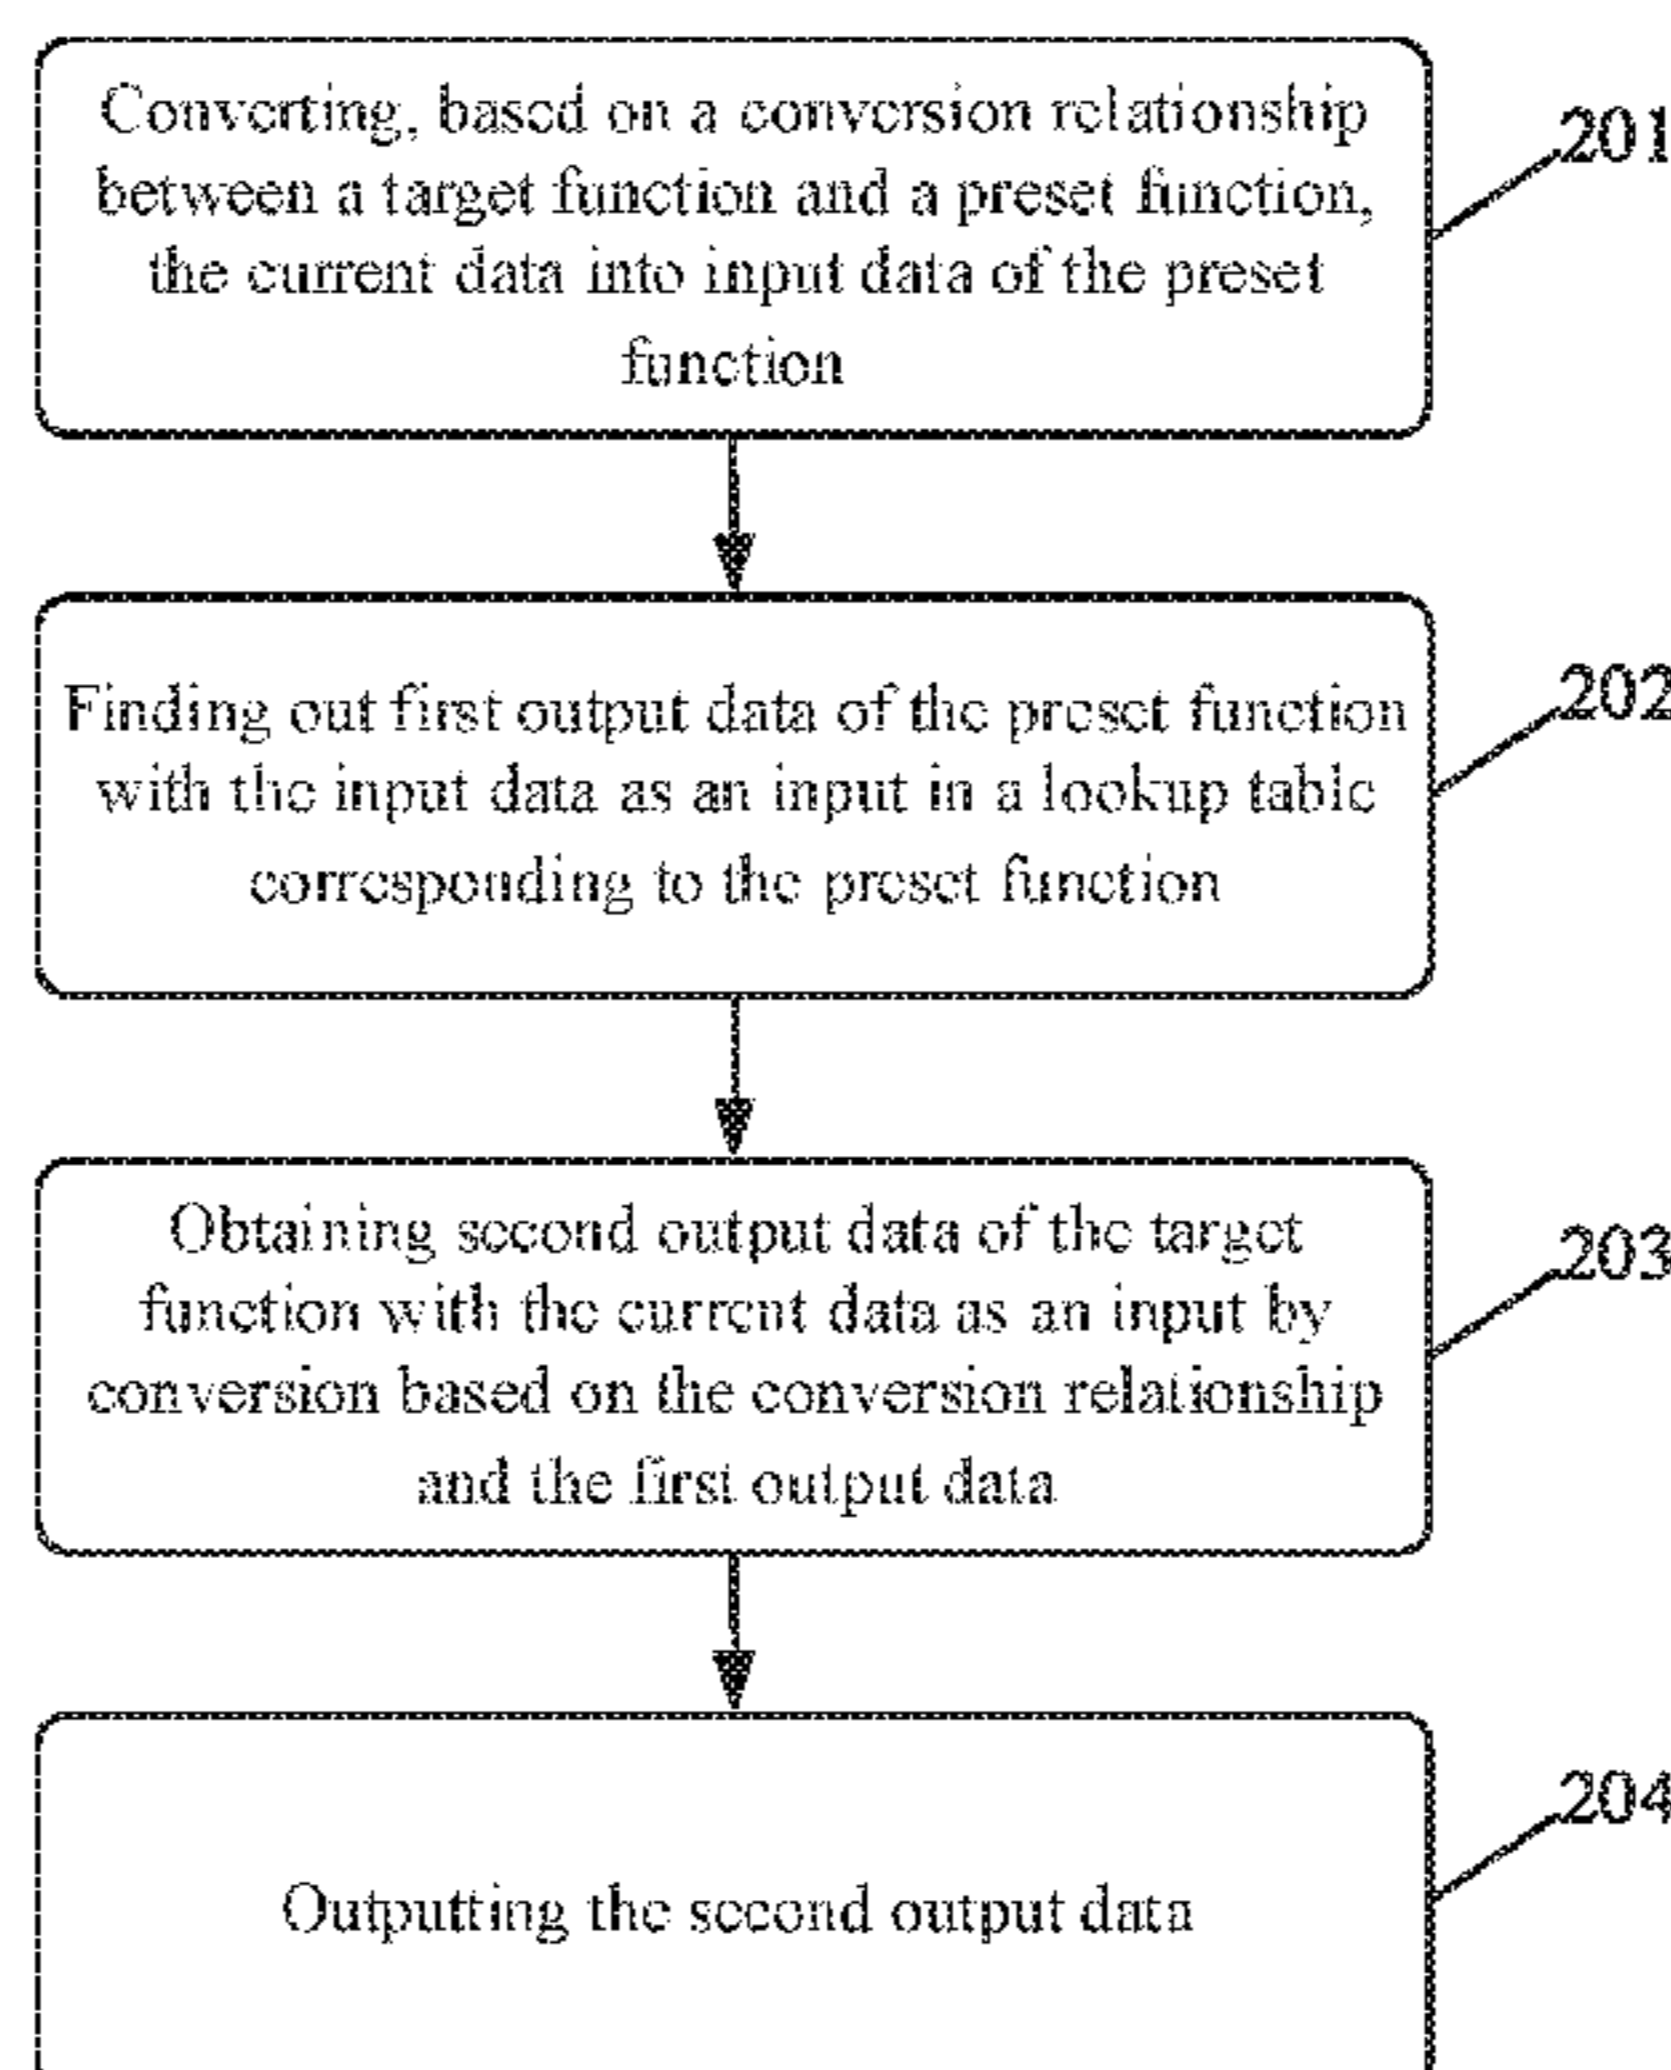 Converting, based on a conversion relationship
between a target function and a preset function,
the current data into input data of the preset
function
201
Finding out first output data of the preset function
with the input data as an input in a lookup table
corresponding to the preset function
202
Obtaining second output data of the target
function with the current data as an input by
conversion based on the conversion relationship
and the first output data
203
Outputting the second output data
204